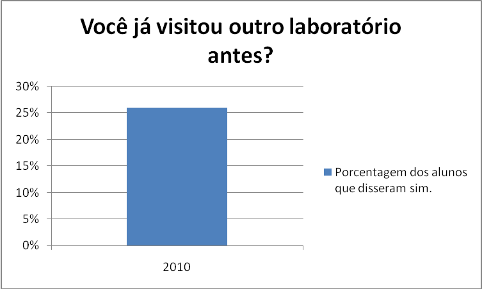 Você já visitou outro laboratório
antes?
30%
25%
20%
15%
10%
5%
0%
2010
Porcentagem dos alunos
que disseram sim.